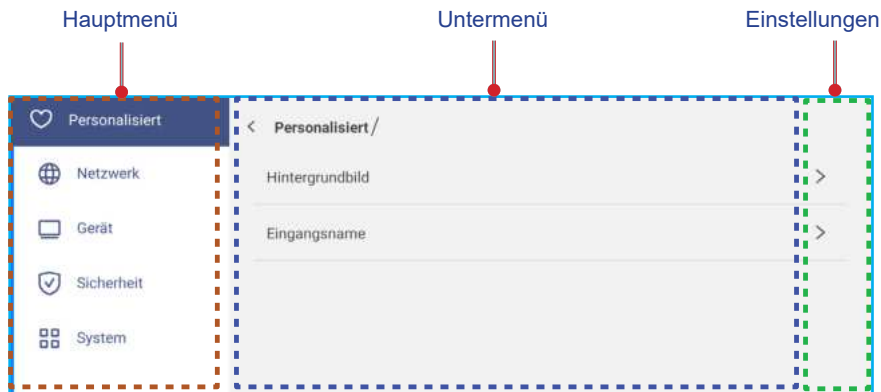 Hauptmenü
Untermenü
Einstellungen
Personalisiert
Netzwerk
Gerät
Sicherheit
System
Personalisiert/
Hintergrundbild
Eingangsname